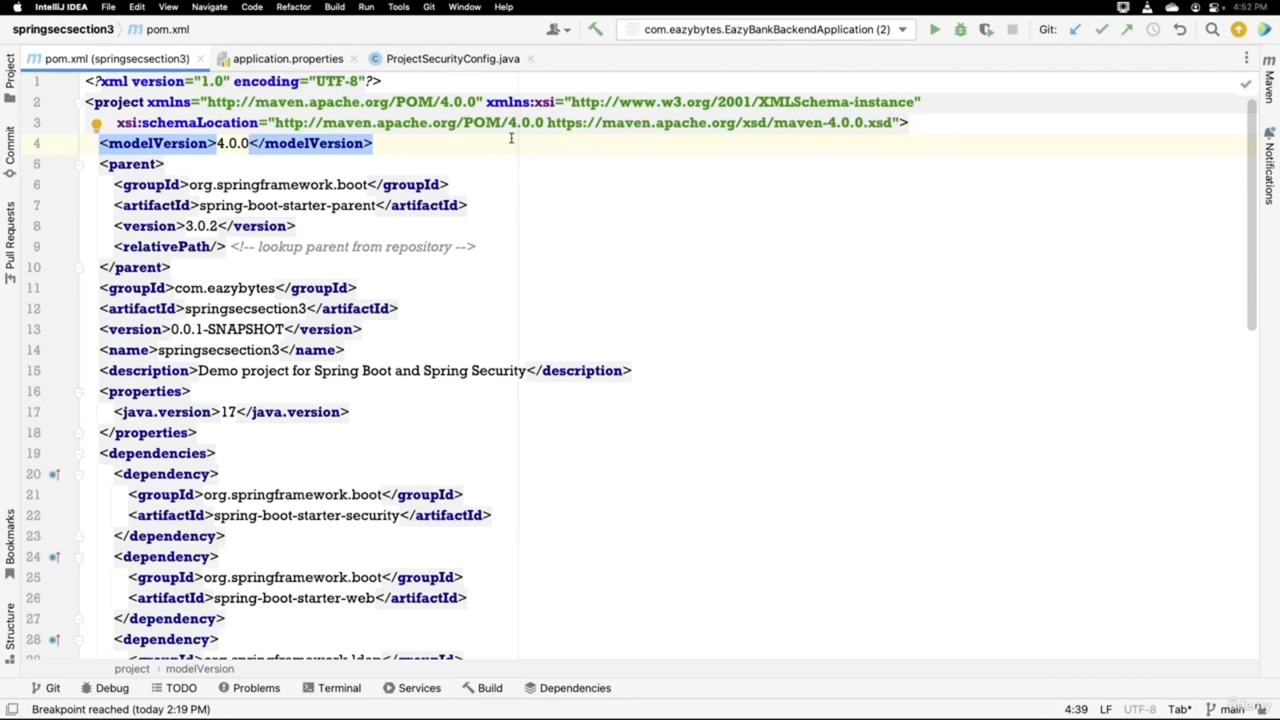 IntelliJ IDEA File Edit View Navigate Code Refactor Build Run Tools Git Window Help 4:52 PM
springsecsection3 pom.xml com.eazybytes.EazyBankBackendApplication (2) Git:
pom.xml (springsecsection3) application.properties ProjectSecurityConfig.java
Project
Commit
Pull Requests
Bookmarks
Structure
1 <?xml version="1.0" encoding="UTF-8"?>
2 <project xmlns="http://maven.apache.org/POM/4.0.0" xmlns:xsi="http://www.w3.org/2001/XMLSchema-instance"
3 xsi:schemaLocation="http://maven.apache.org/POM/4.0.0 https://maven.apache.org/xsd/maven-4.0.0.xsd">
4 <modelVersion>4.0.0</modelVersion>
5 <parent>
6 <groupId>org.springframework.boot</groupId>
7 <artifactId>spring-boot-starter-parent</artifactId>
8 <version>3.0.2</version>
9 <relativePath/> <!-- lookup parent from repository -->
10 </parent>
11 <groupId>com.eazybytes</groupId>
12 <artifactId>springsecsection3</artifactId>
13 <version>0.0.1-SNAPSHOT</version>
14 <name>springsecsection3</name>
15 <description>Demo project for Spring Boot and Spring Security</description>
16 <properties>
17 <java.version>17</java.version>
18 </properties>
19 <dependencies>
20 <dependency>
21 <groupId>org.springframework.boot</groupId>
22 <artifactId>spring-boot-starter-security</artifactId>
23 </dependency>
24 <dependency>
25 <groupId>org.springframework.boot</groupId>
26 <artifactId>spring-boot-starter-web</artifactId>
27 </dependency>
28 <dependency>
Maven
Notifications
project modelVersion
Git Debug TODO Problems Terminal Services Build Dependencies
Breakpoint reached (today 2:19 PM) 4:39 LF UTF-8 Tab* main